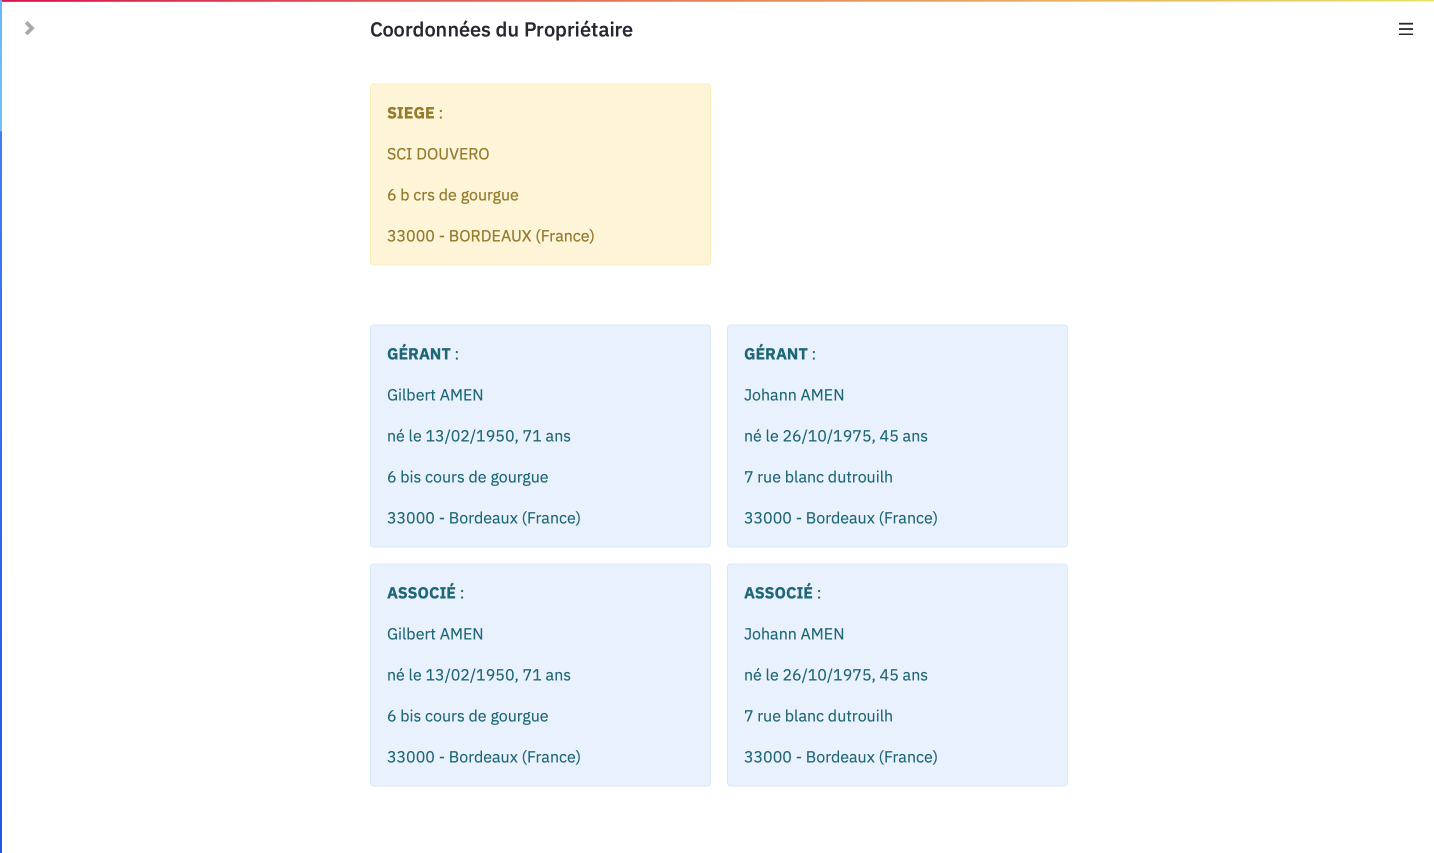 Coordonnées du Propriétaire
SIEGE :
SCI DOUVERO
6 b crs de gourgue
33000 - BORDEAUX (France)
GÉRANT :
Gilbert AMEN
né le 13/02/1950, 71 ans
6 bis cours de gourgue
33000 - Bordeaux (France)
GÉRANT :
Johann AMEN
né le 26/10/1975, 45 ans
7 rue blanc dutrouilh
33000 - Bordeaux (France)
ASSOCIÉ :
Gilbert AMEN
né le 13/02/1950, 71 ans
6 bis cours de gourgue
33000 - Bordeaux (France)
ASSOCIÉ :
Johann AMEN
né le 26/10/1975, 45 ans
7 rue blanc dutrouilh
33000 - Bordeaux (France)